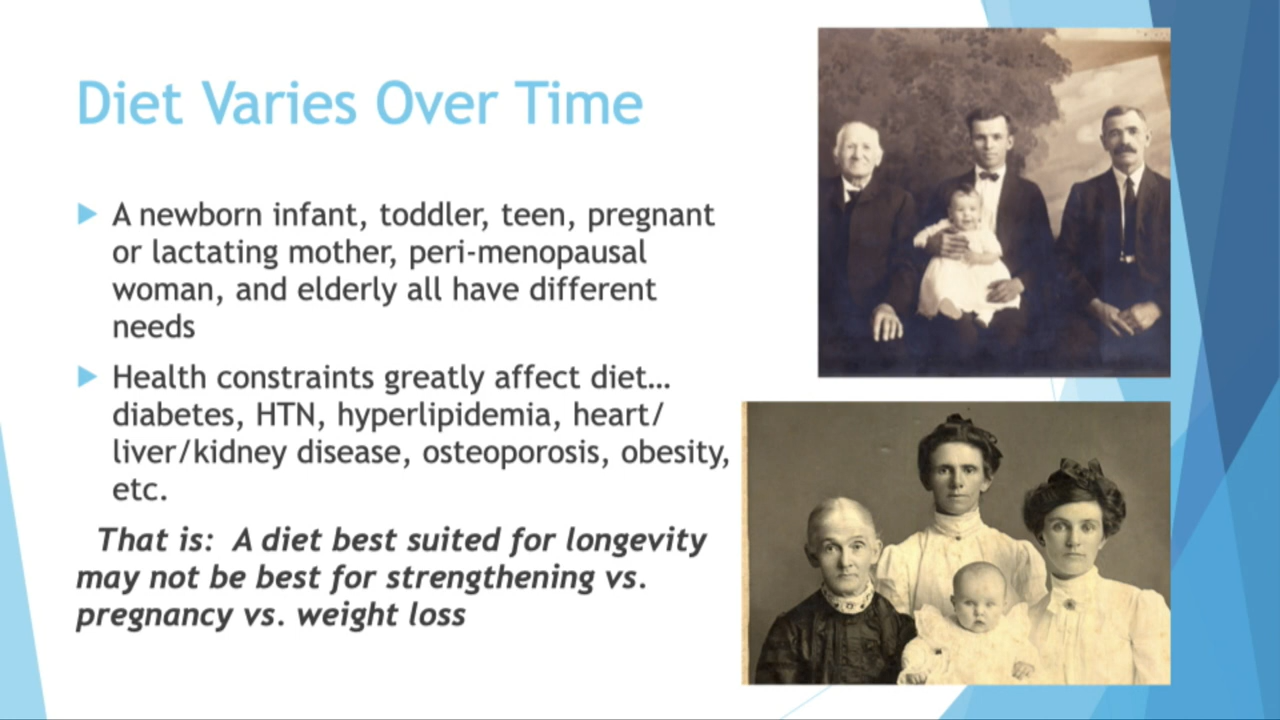 Diet Varies Over Time
A newborn infant, toddler, teen, pregnant
or lactating mother, peri-menopausal
woman, and elderly all have different
needs
Health constraints greatly affect diet…
diabetes, HTN, hyperlipidemia, heart/
liver/kidney disease, osteoporosis, obesity,
etc.
That is:  A diet best suited for longevity
may not be best for strengthening vs.
pregnancy vs. weight loss